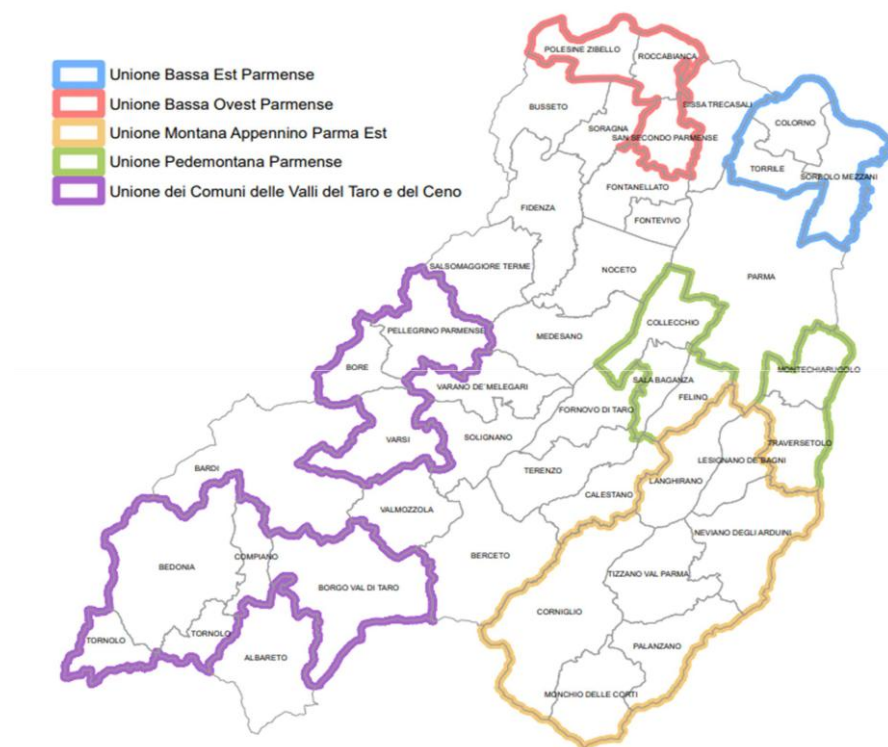 Unione Bassa Est Parmense
Unione Bassa Ovest Parmense
Unione Montana Appennino Parma Est
Unione Pedemontana Parmense
Unione dei Comuni delle Valli del Taro e del Ceno
POLESINE ZIBELLO
ROCCABIANCA
BUSSETO
SISSA TRECASALI
SORAGNA
SAN SECONDO PARMENSE
COLORNO
TORRILE
SORBOLO MEZZANI
FONTANELLATO
FIDENZA
FONTEVIVO
SALSOMAGGIORE TERME
NOCETO
PARMA
PELLEGRINO PARMENSE
MEDESANO
COLLECCHIO
BORE
MONTECHIARUGOLO
VARANO DE' MELEGARI
SALA BAGANZA
FELINO
FORNOVO DI TARO
VARSI
SOLIGNANO
TRAVERSETOLO
LESIGNANO DE' BAGNI
BARDI
TERENZO
LANGHIRANO
CALESTANO
VALMOZZOLA
NEVIANO DEGLI ARDUINI
COMPIANO
BERCETO
BEDONIA
BORGO VAL DI TARO
TIZZANO VAL PARMA
CORNIGLIO
TORNOLO
TORNOLO
ALBARETO
PALANZANO
MONCHIO DELLE CORTI